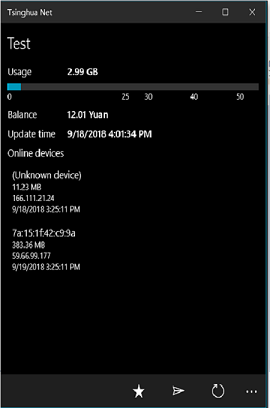 Tsinghua Net
Test
Usage 2.99 GB
0 25 30 40 50
Balance 12.01 Yuan
Update time 9/18/2018 4:01:34 PM
Online devices
(Unknown device)
11.23 MB
166.111.21.24
9/18/2018 3:25:11 PM
7a:15:1f:42:c9:9a
383.36 MB
59.66.99.177
9/19/2018 3:25:11 PM